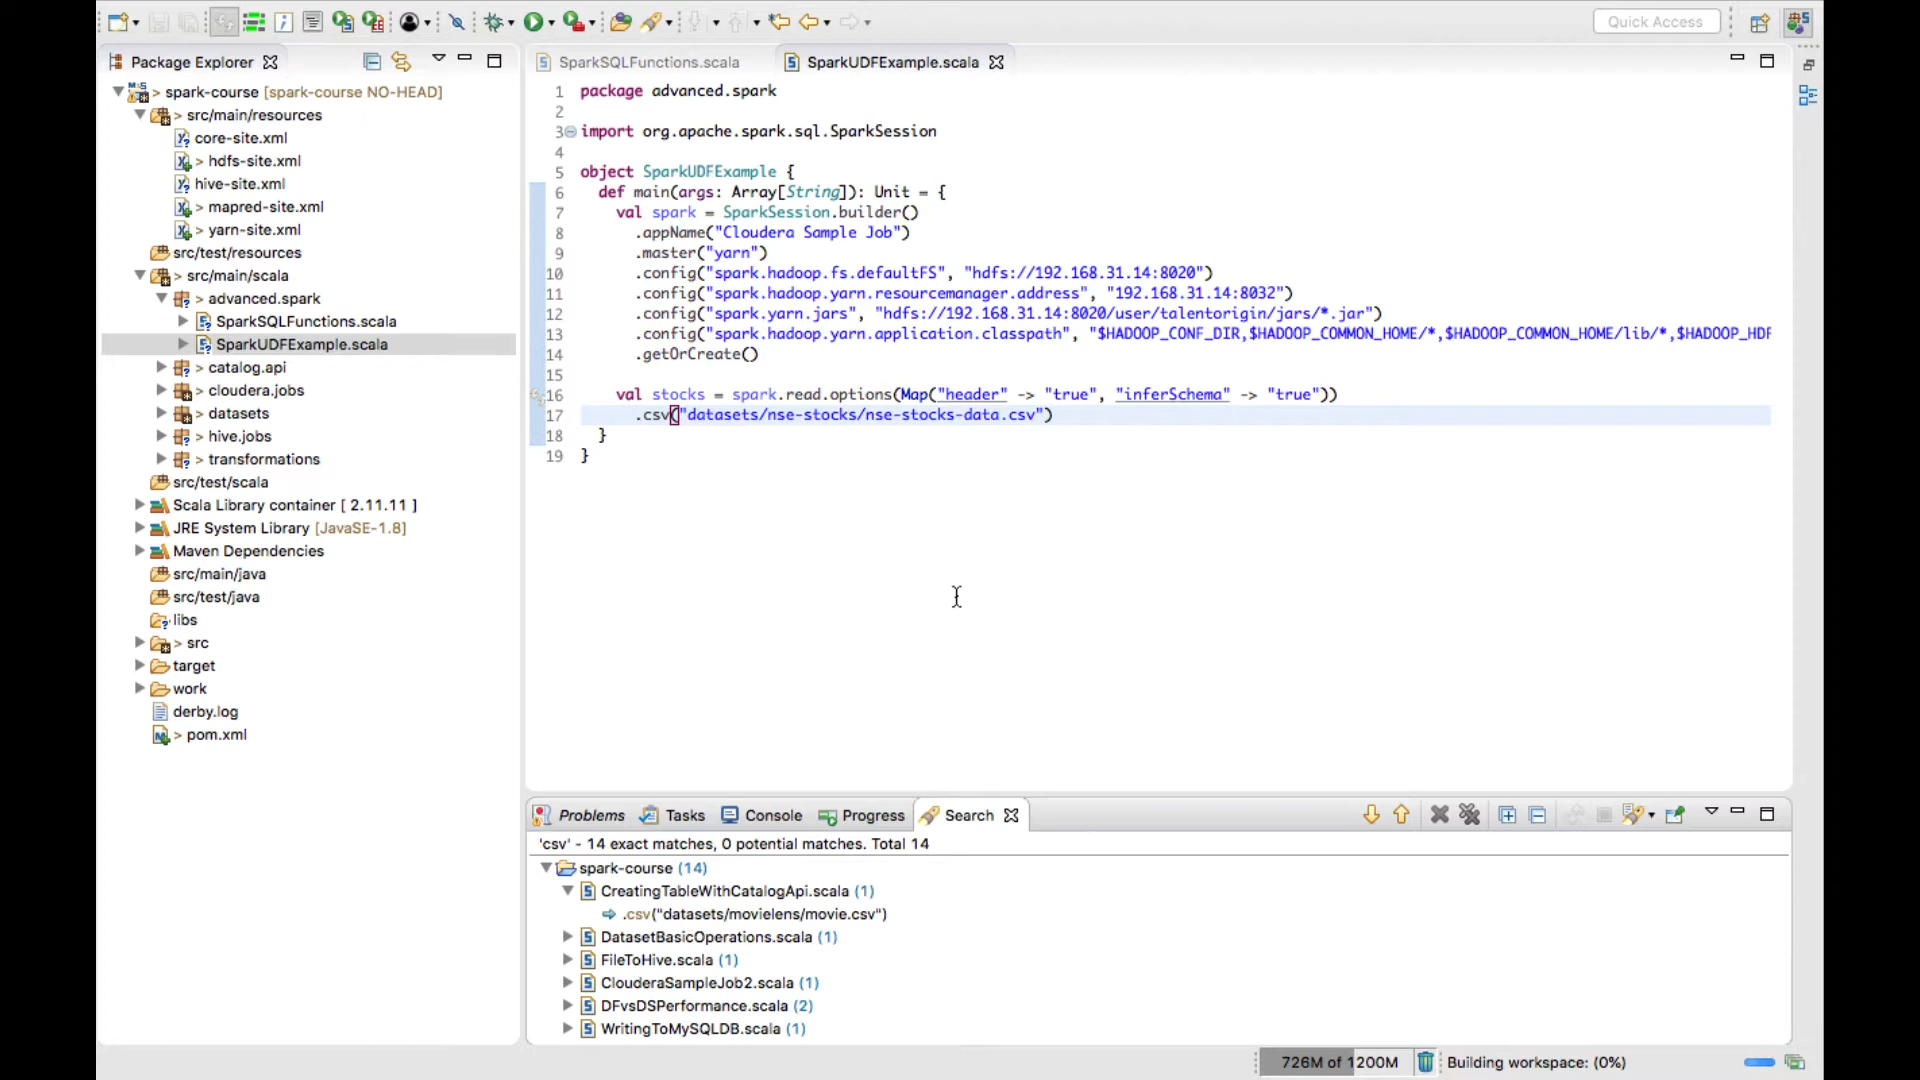 Quick Access
Package Explorer
> spark-course [spark-course NO-HEAD]
> src/main/resources
core-site.xml
> hdfs-site.xml
hive-site.xml
> mapred-site.xml
> yarn-site.xml
src/test/resources
> src/main/scala
> advanced.spark
SparkSQLFunctions.scala
SparkUDFExample.scala
> catalog.api
> cloudera.jobs
> datasets
> hive.jobs
> transformations
src/test/scala
Scala Library container [ 2.11.11 ]
JRE System Library [JavaSE-1.8]
Maven Dependencies
src/main/java
src/test/java
libs
> src
target
work
derby.log
> pom.xml
SparkSQLFunctions.scala
SparkUDFExample.scala
1 package advanced.spark
2
3 import org.apache.spark.sql.SparkSession
4
5 object SparkUDFExample {
6 def main(args: Array[String]): Unit = {
7 val spark = SparkSession.builder()
8 .appName("Cloudera Sample Job")
9 .master("yarn")
10 .config("spark.hadoop.fs.defaultFS", "hdfs://192.168.31.14:8020")
11 .config("spark.hadoop.yarn.resourcemanager.address", "192.168.31.14:8032")
12 .config("spark.yarn.jars", "hdfs://192.168.31.14:8020/user/talentorigin/jars/*.jar")
13 .config("spark.hadoop.yarn.application.classpath", "$HADOOP_CONF_DIR,$HADOOP_COMMON_HOME/*,$HADOOP_COMMON_HOME/lib/*,$HADOOP_HDF
14 .getOrCreate()
15
16 val stocks = spark.read.options(Map("header" -> "true", "inferSchema" -> "true"))
17 .csv("datasets/nse-stocks/nse-stocks-data.csv")
18 }
19 }
Problems Tasks Console Progress Search
'csv' - 14 exact matches, 0 potential matches. Total 14
spark-course (14)
CreatingTableWithCatalogApi.scala (1)
.csv("datasets/movielens/movie.csv")
DatasetBasicOperations.scala (1)
FileToHive.scala (1)
ClouderaSampleJob2.scala (1)
DFvsDSPerformance.scala (2)
WritingToMySQLDB.scala (1)
726M of 1200M
Building workspace: (0%)